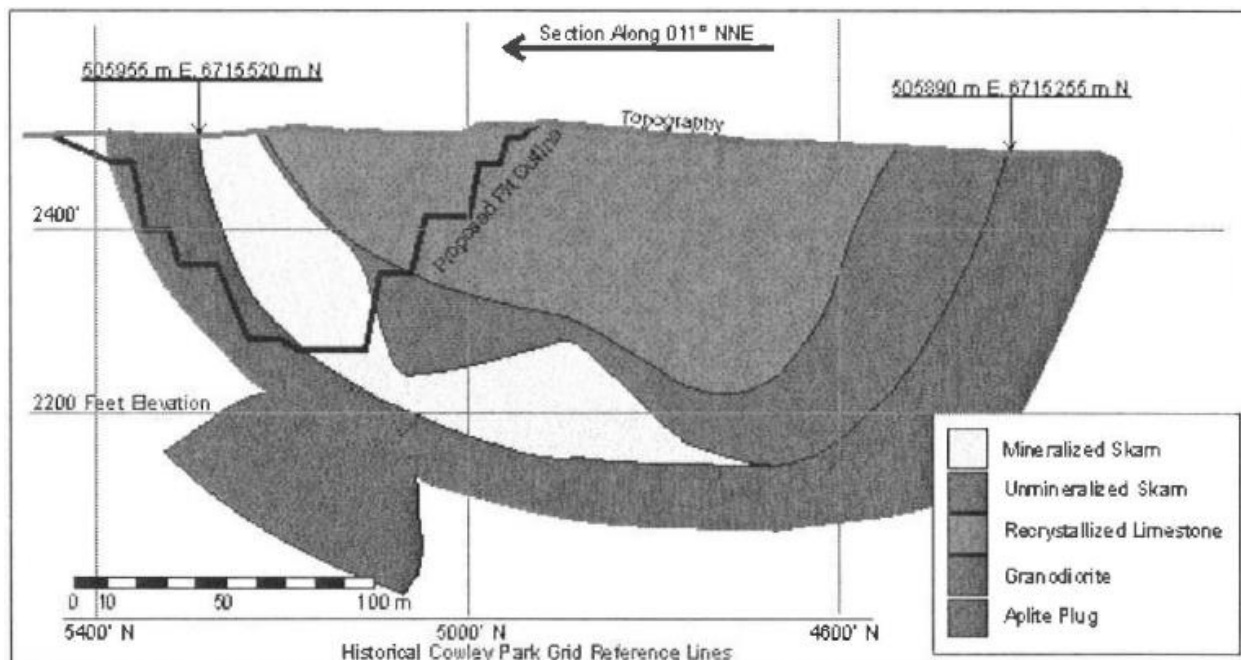 Section Along 011° NNE
505955 m E, 6715520 m N
505890 m E, 6715255 m N
Topography
Proposed Pit Outline
2400'
2200 Feet Elevation
Mineralized Skarn
Unmineralized Skarn
Recrystallized Limestone
Granodiorite
Aplite Plug
0 10 50 100 m
5400' N
5000' N
4600' N
Historical Cowley Park Grid Reference Lines